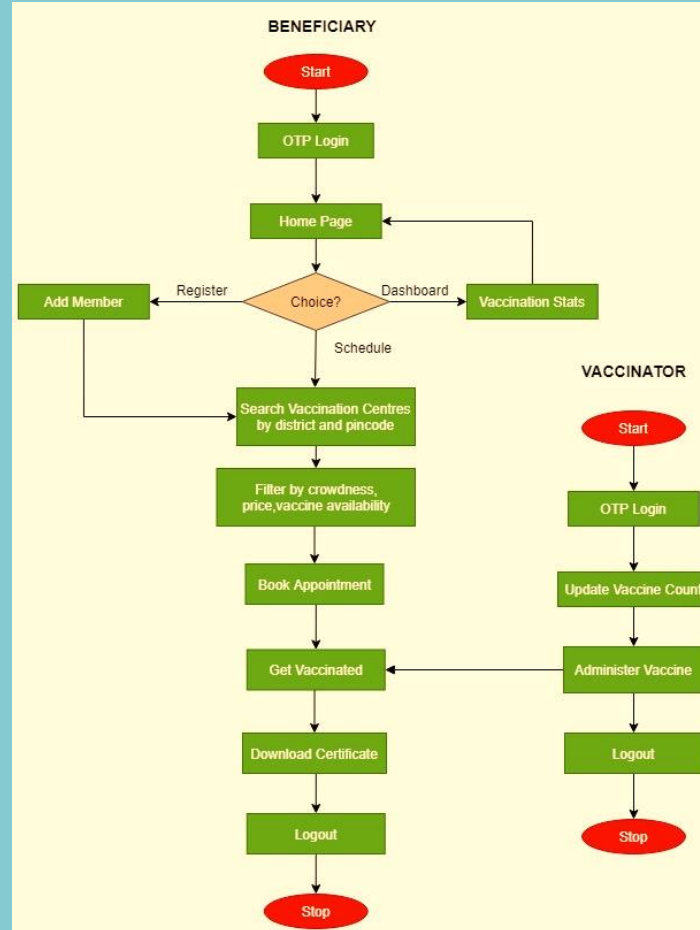 BENEFICIARY
Start
OTP Login
Home Page
Choice?
Register
Add Member
Dashboard
Vaccination Stats
Schedule
Search Vaccination Centres
by district and pincode
Filter by crowdness,
price,vaccine availability
Book Appointment
Get Vaccinated
Download Certificate
Logout
Stop
VACCINATOR
Start
OTP Login
Update Vaccine Count
Administer Vaccine
Logout
Stop